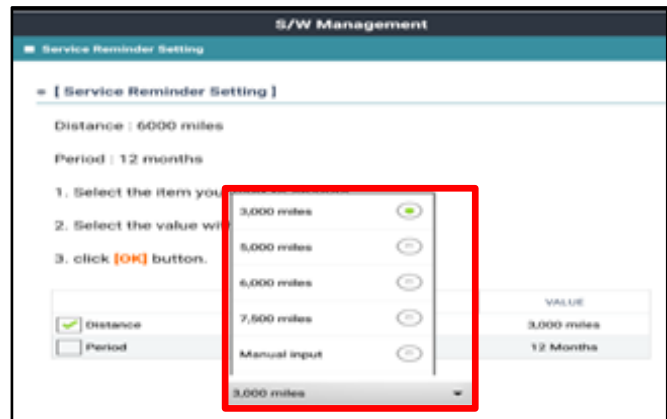 S/W Management
Service Reminder Setting
[ Service Reminder Setting ]
Distance : 6000 miles
Period : 12 months
1. Select the item you
2. Select the value wit
3. click [OK] button.
3,000 miles
5,000 miles
6,000 miles
7,500 miles
Manual input
3,000 miles
VALUE
Distance 3,000 miles
Period 12 Months